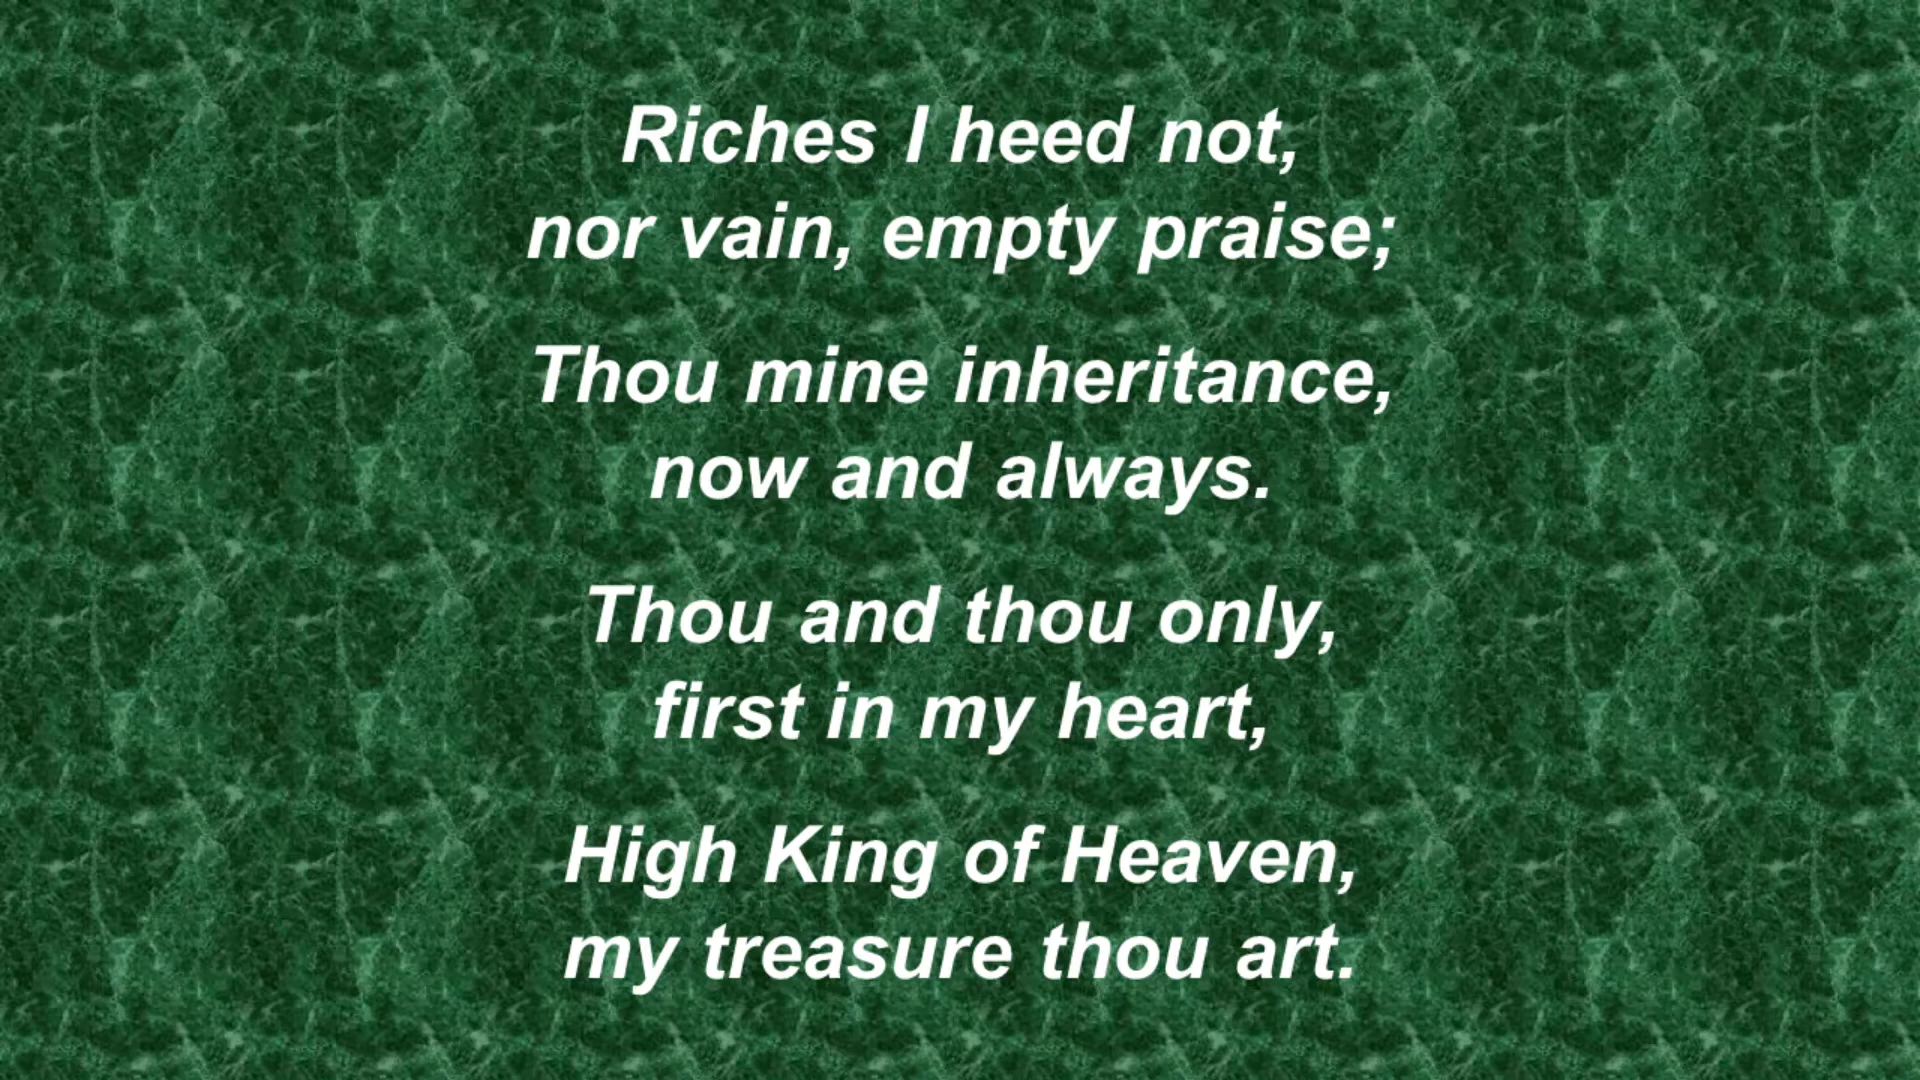 Riches I heed not,
nor vain, empty praise;
Thou mine inheritance,
now and always.
Thou and thou only,
first in my heart,
High King of Heaven,
my treasure thou art.